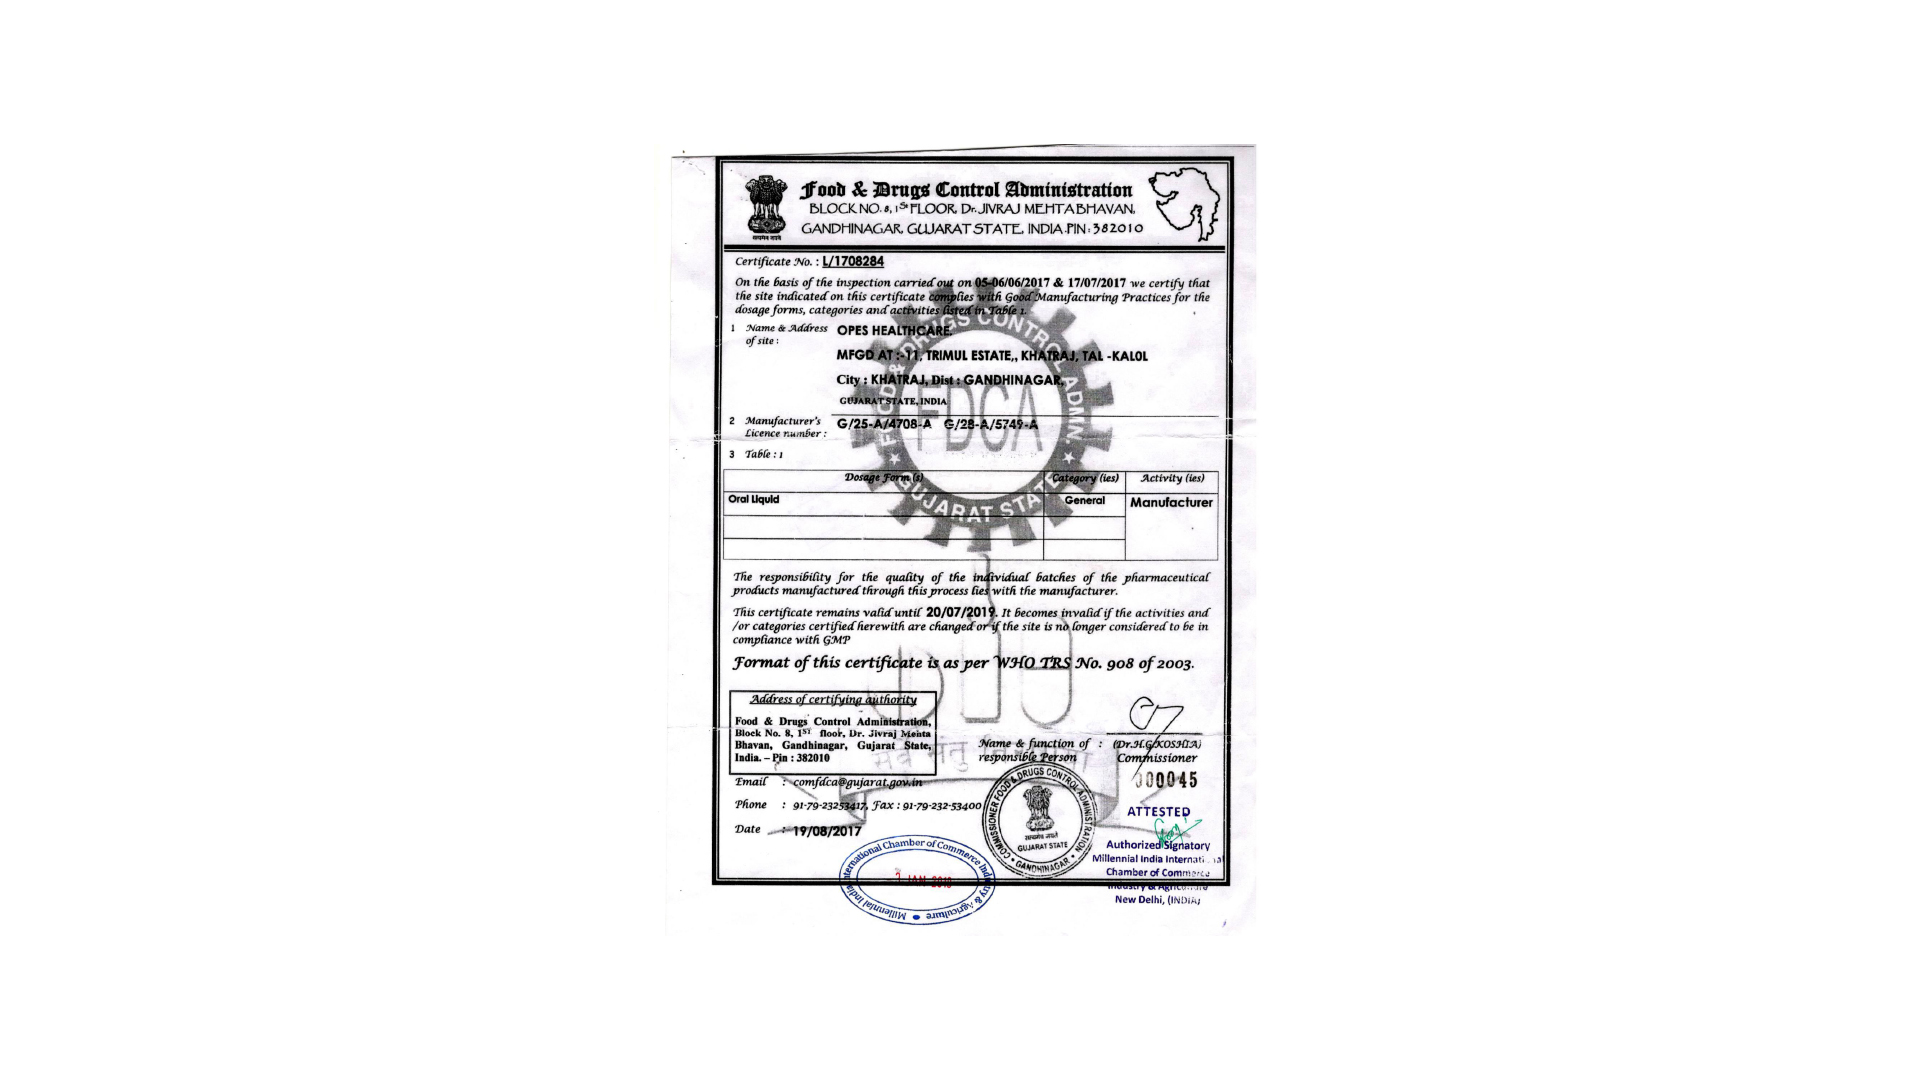 सत्यमेव जयते
Food & Drugs Control Administration
BLOCK NO. 8, 1St FLOOR, Dr. JIVRAJ MEHTA BHAVAN,
GANDHINAGAR, GUJARAT STATE, INDIA.PIN: 382010
Certificate No. : L/1708284
On the basis of the inspection carried out on 05-06/06/2017 & 17/07/2017 we certify that
the site indicated on this certificate complies with Good Manufacturing Practices for the
dosage forms, categories and activities listed in Table 1.
1 Name & Address of site : OPES HEALTHCARE.
MFGD AT :-11, TRIMUL ESTATE,, KHATRAJ, TAL -KALOL
City : KHATRAJ, Dist : GANDHINAGAR,
GUJARAT STATE, INDIA
2 Manufacturer's Licence number : G/25-A/4708-A G/28-A/5749-A
3 Table : 1
Dosage Form (s) Category (ies) Activity (ies)
Oral Liquid General Manufacturer
FOOD & DRUGS CONTROL ADMN.
FDCA
GUJARAT STATE
The responsibility for the quality of the individual batches of the pharmaceutical
products manufactured through this process lies with the manufacturer.
This certificate remains valid until 20/07/2019. It becomes invalid if the activities and
/or categories certified herewith are changed or if the site is no longer considered to be in
compliance with GMP
Format of this certificate is as per WHO TRS No. 908 of 2003.
Address of certifying authority
Food & Drugs Control Administration,
Block No. 8, 1ST floor, Dr. Jivraj Mehta
Bhavan, Gandhinagar, Gujarat State,
India. – Pin : 382010
Name & function of : (Dr.H.G.KOSHIA)
responsible Person Commissioner
000045
Email : comfdca@gujarat.gov.in
Phone : 91-79-23253417, Fax : 91-79-232-53400
Date : 19/08/2017
COMMISSIONER FOOD & DRUGS CONTROL ADMINISTRATION
सत्यमेव जयते
GUJARAT STATE
GANDHINAGAR
ATTESTED
Authorized Signatory
Millennial India International
Chamber of Commerce
Industry & Agriculture
New Delhi, (INDIA)
Millennial India International Chamber of Commerce Industry & Agriculture